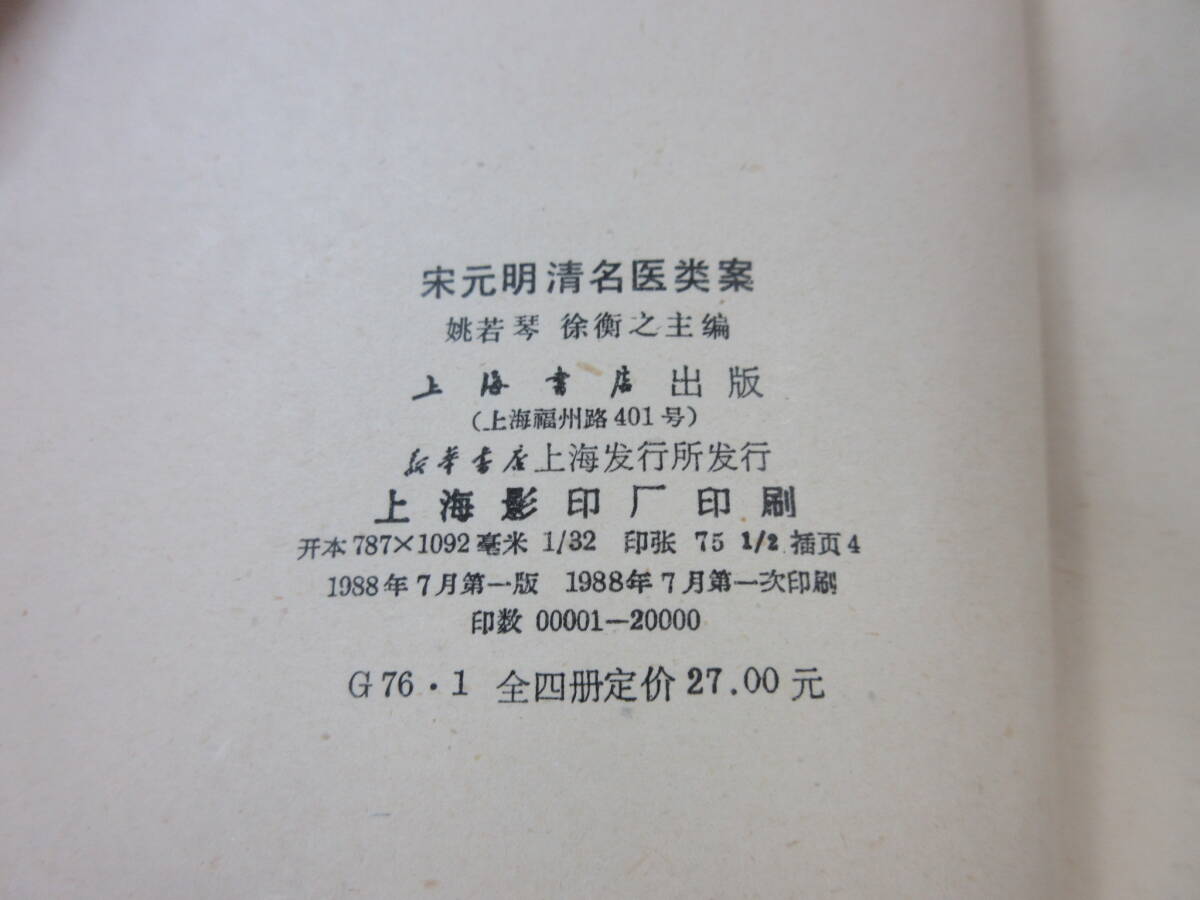 宋元明清名医类案
姚若琴 徐衡之主编
上海书店出版
(上海福州路401号)
新华书店上海发行所发行
上海影印厂印刷
开本787×1092毫米 1/32 印张 75 1/2 插页4
1988年7月第一版 1988年7月第一次印刷
印数 00001—20000
G76·1 全四册定价27.00元